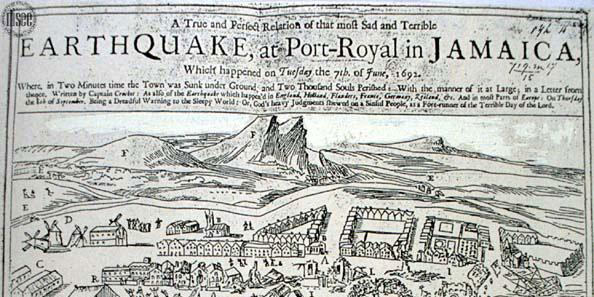 A True and Perfect Relation of that most Sad and Terrible
EARTHQUAKE, at Port-Royal in JAMAICA,
Which happened on Tuesday the 7th. of June, 1692.
Where, in Two Minutes time the Town was Sunk under Ground, and Two Thousand Souls Perished: With the manner of it at Large, in a Letter from
thence, Written by Captain Crocket: As also of the Earthquake which happen'd in England, Holland, Flanders, France, Germany, Zealand, &c. And in most Parts of Europe: On Thursday
the 8th of September, Being a Dreadful Warning to the Sleepy World: Or, God's heavy Judgments shewed on a Sinful People, as a Fore-runner of the Terrible Day of the Lord.
F
F
E
E
D
C
B
H
I